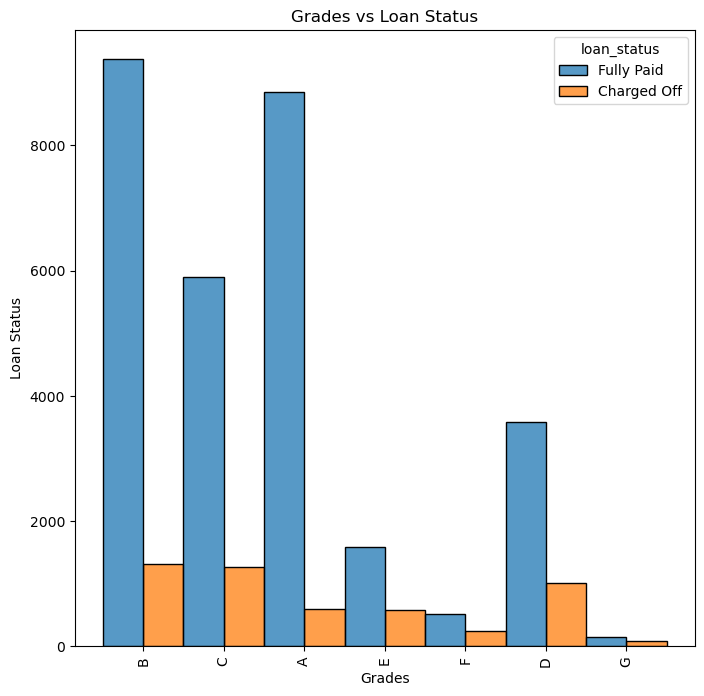 Grades vs Loan Status
loan_status
Fully Paid
Charged Off
8000
6000
4000
2000
0
Loan Status
B C A E F D G
Grades